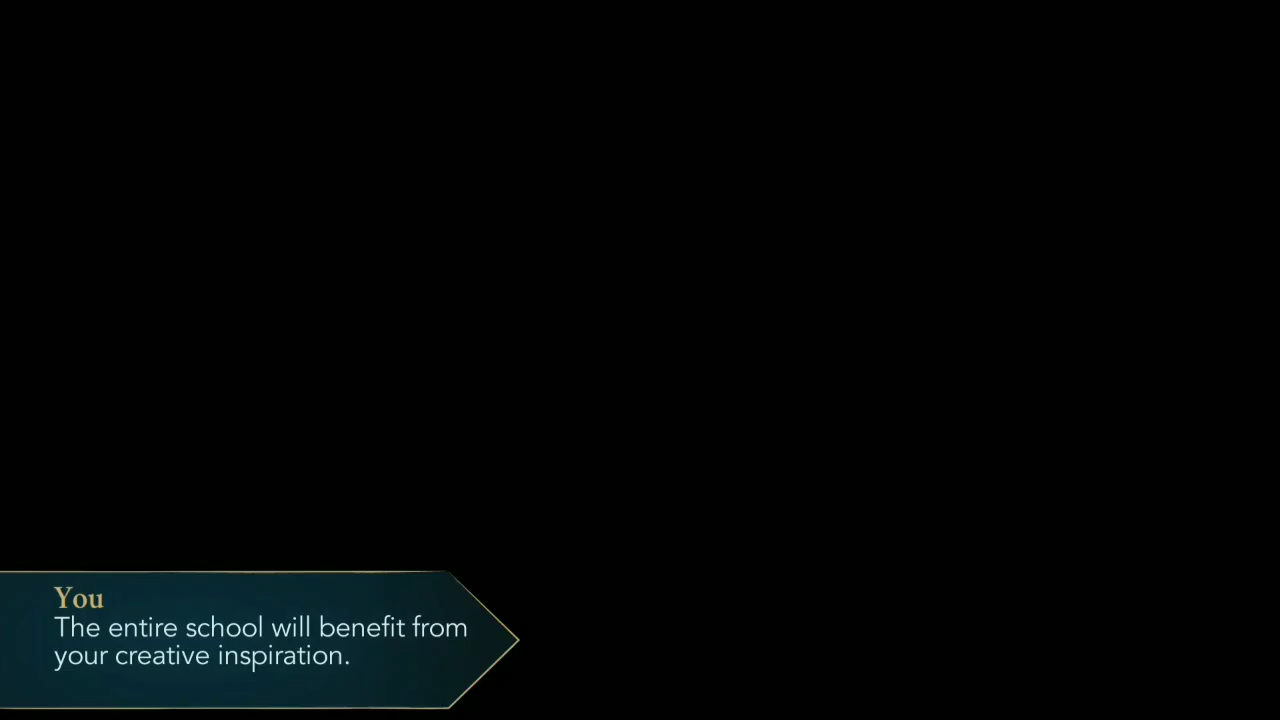 You
The entire school will benefit from
your creative inspiration.